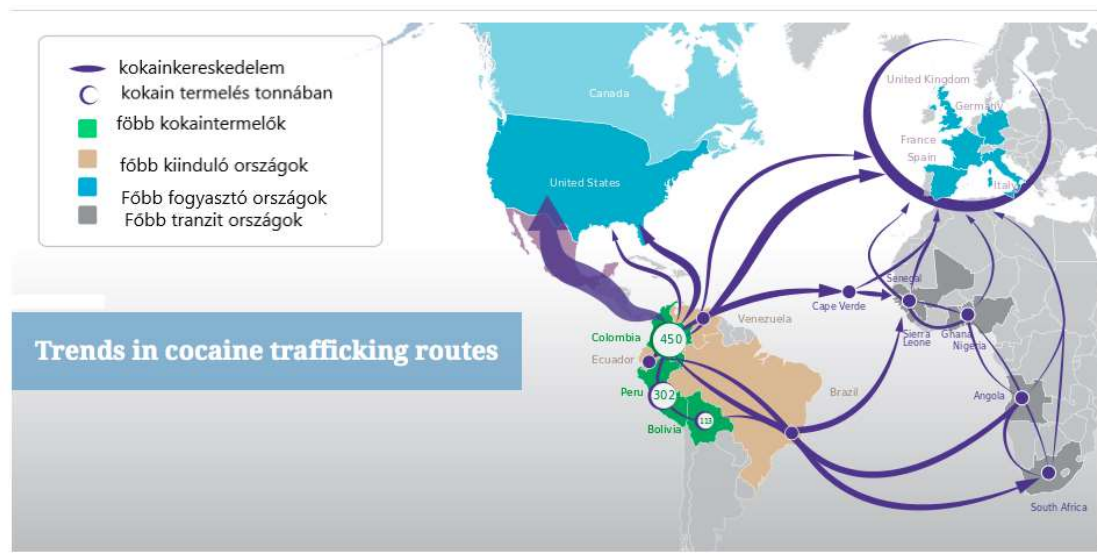 kokainkereskedelem
kokain termelés tonnában
föbb kokaintermelők
főbb kiinduló országok
Főbb fogyasztó országok
Főbb tranzit országok
Trends in cocaine trafficking routes
Canada
United States
United Kingdom
Germany
France
Spain
Italy
Senegal
Cape Verde
Sierra
Leone
Ghana
Nigeria
Venezuela
Colombia
450
Ecuador
Peru
302
Brazil
Angola
Bolivia
113
South Africa